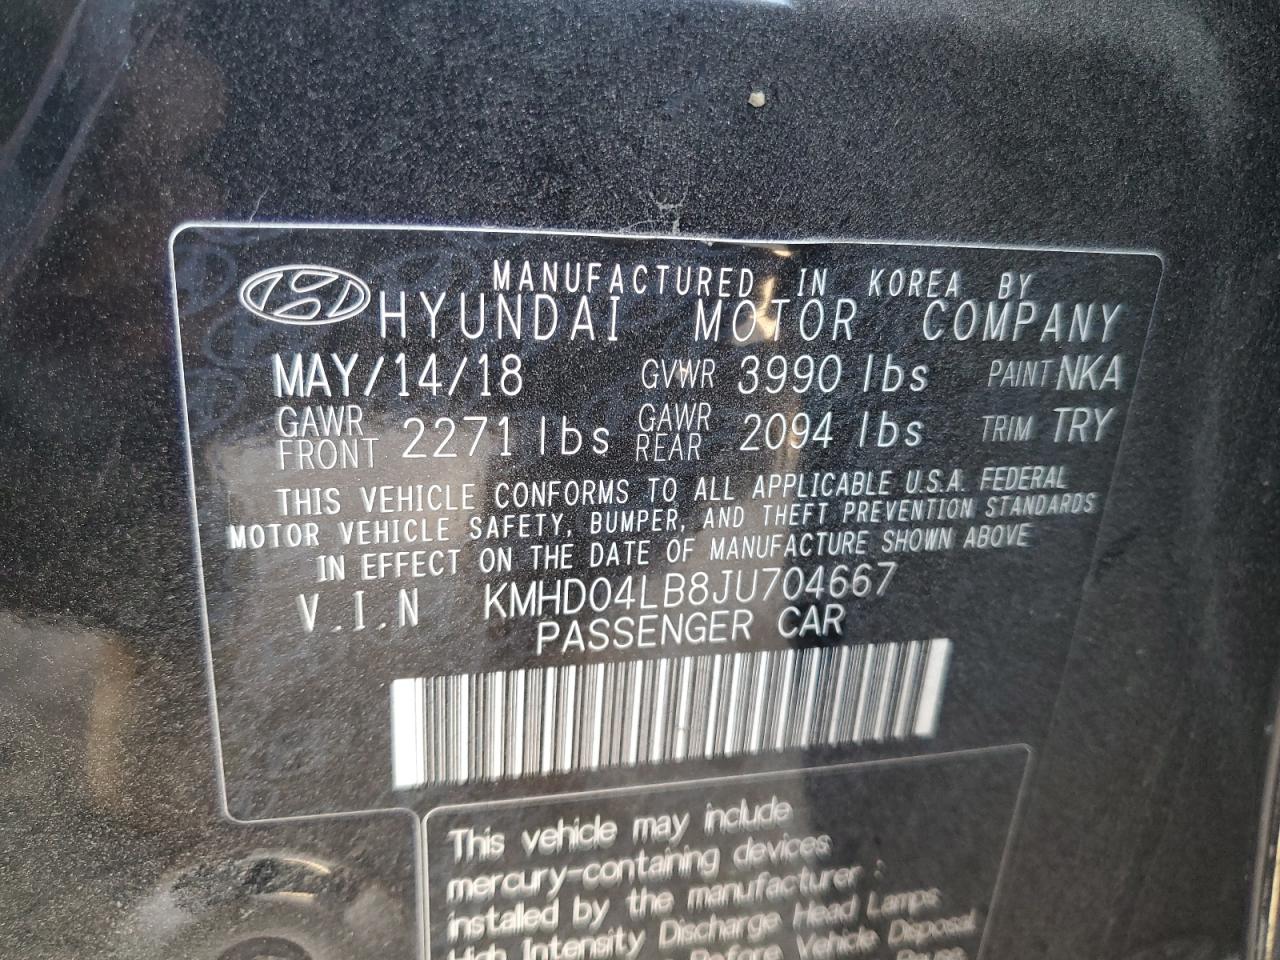 MANUFACTURED IN KOREA BY
HYUNDAI MOTOR COMPANY
MAY/14/18 GVWR 3990 lbs PAINT NKA
GAWR FRONT 2271 lbs GAWR REAR 2094 lbs TRIM TRY
THIS VEHICLE CONFORMS TO ALL APPLICABLE U.S.A. FEDERAL
MOTOR VEHICLE SAFETY, BUMPER, AND THEFT PREVENTION STANDARDS
IN EFFECT ON THE DATE OF MANUFACTURE SHOWN ABOVE
V.I.N KMHD04LB8JU704667
PASSENGER CAR
This vehicle may include
mercury-containing devices
installed by the manufacturer :
High Intensity Discharge Head Lamps
Before Vehicle Disposal